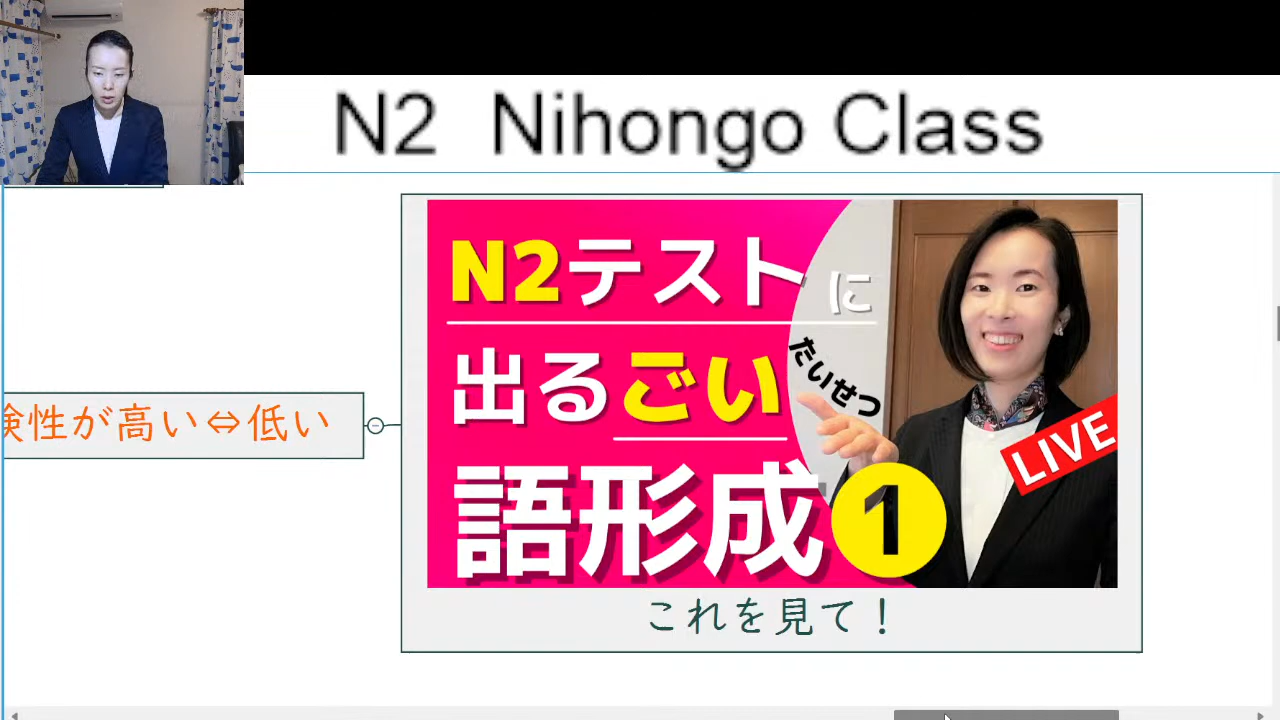 N2 Nihongo Class
N2テストに
出るごい
たいせつ
語形成1
LIVE
険性が高い⇔低い
これを見て！